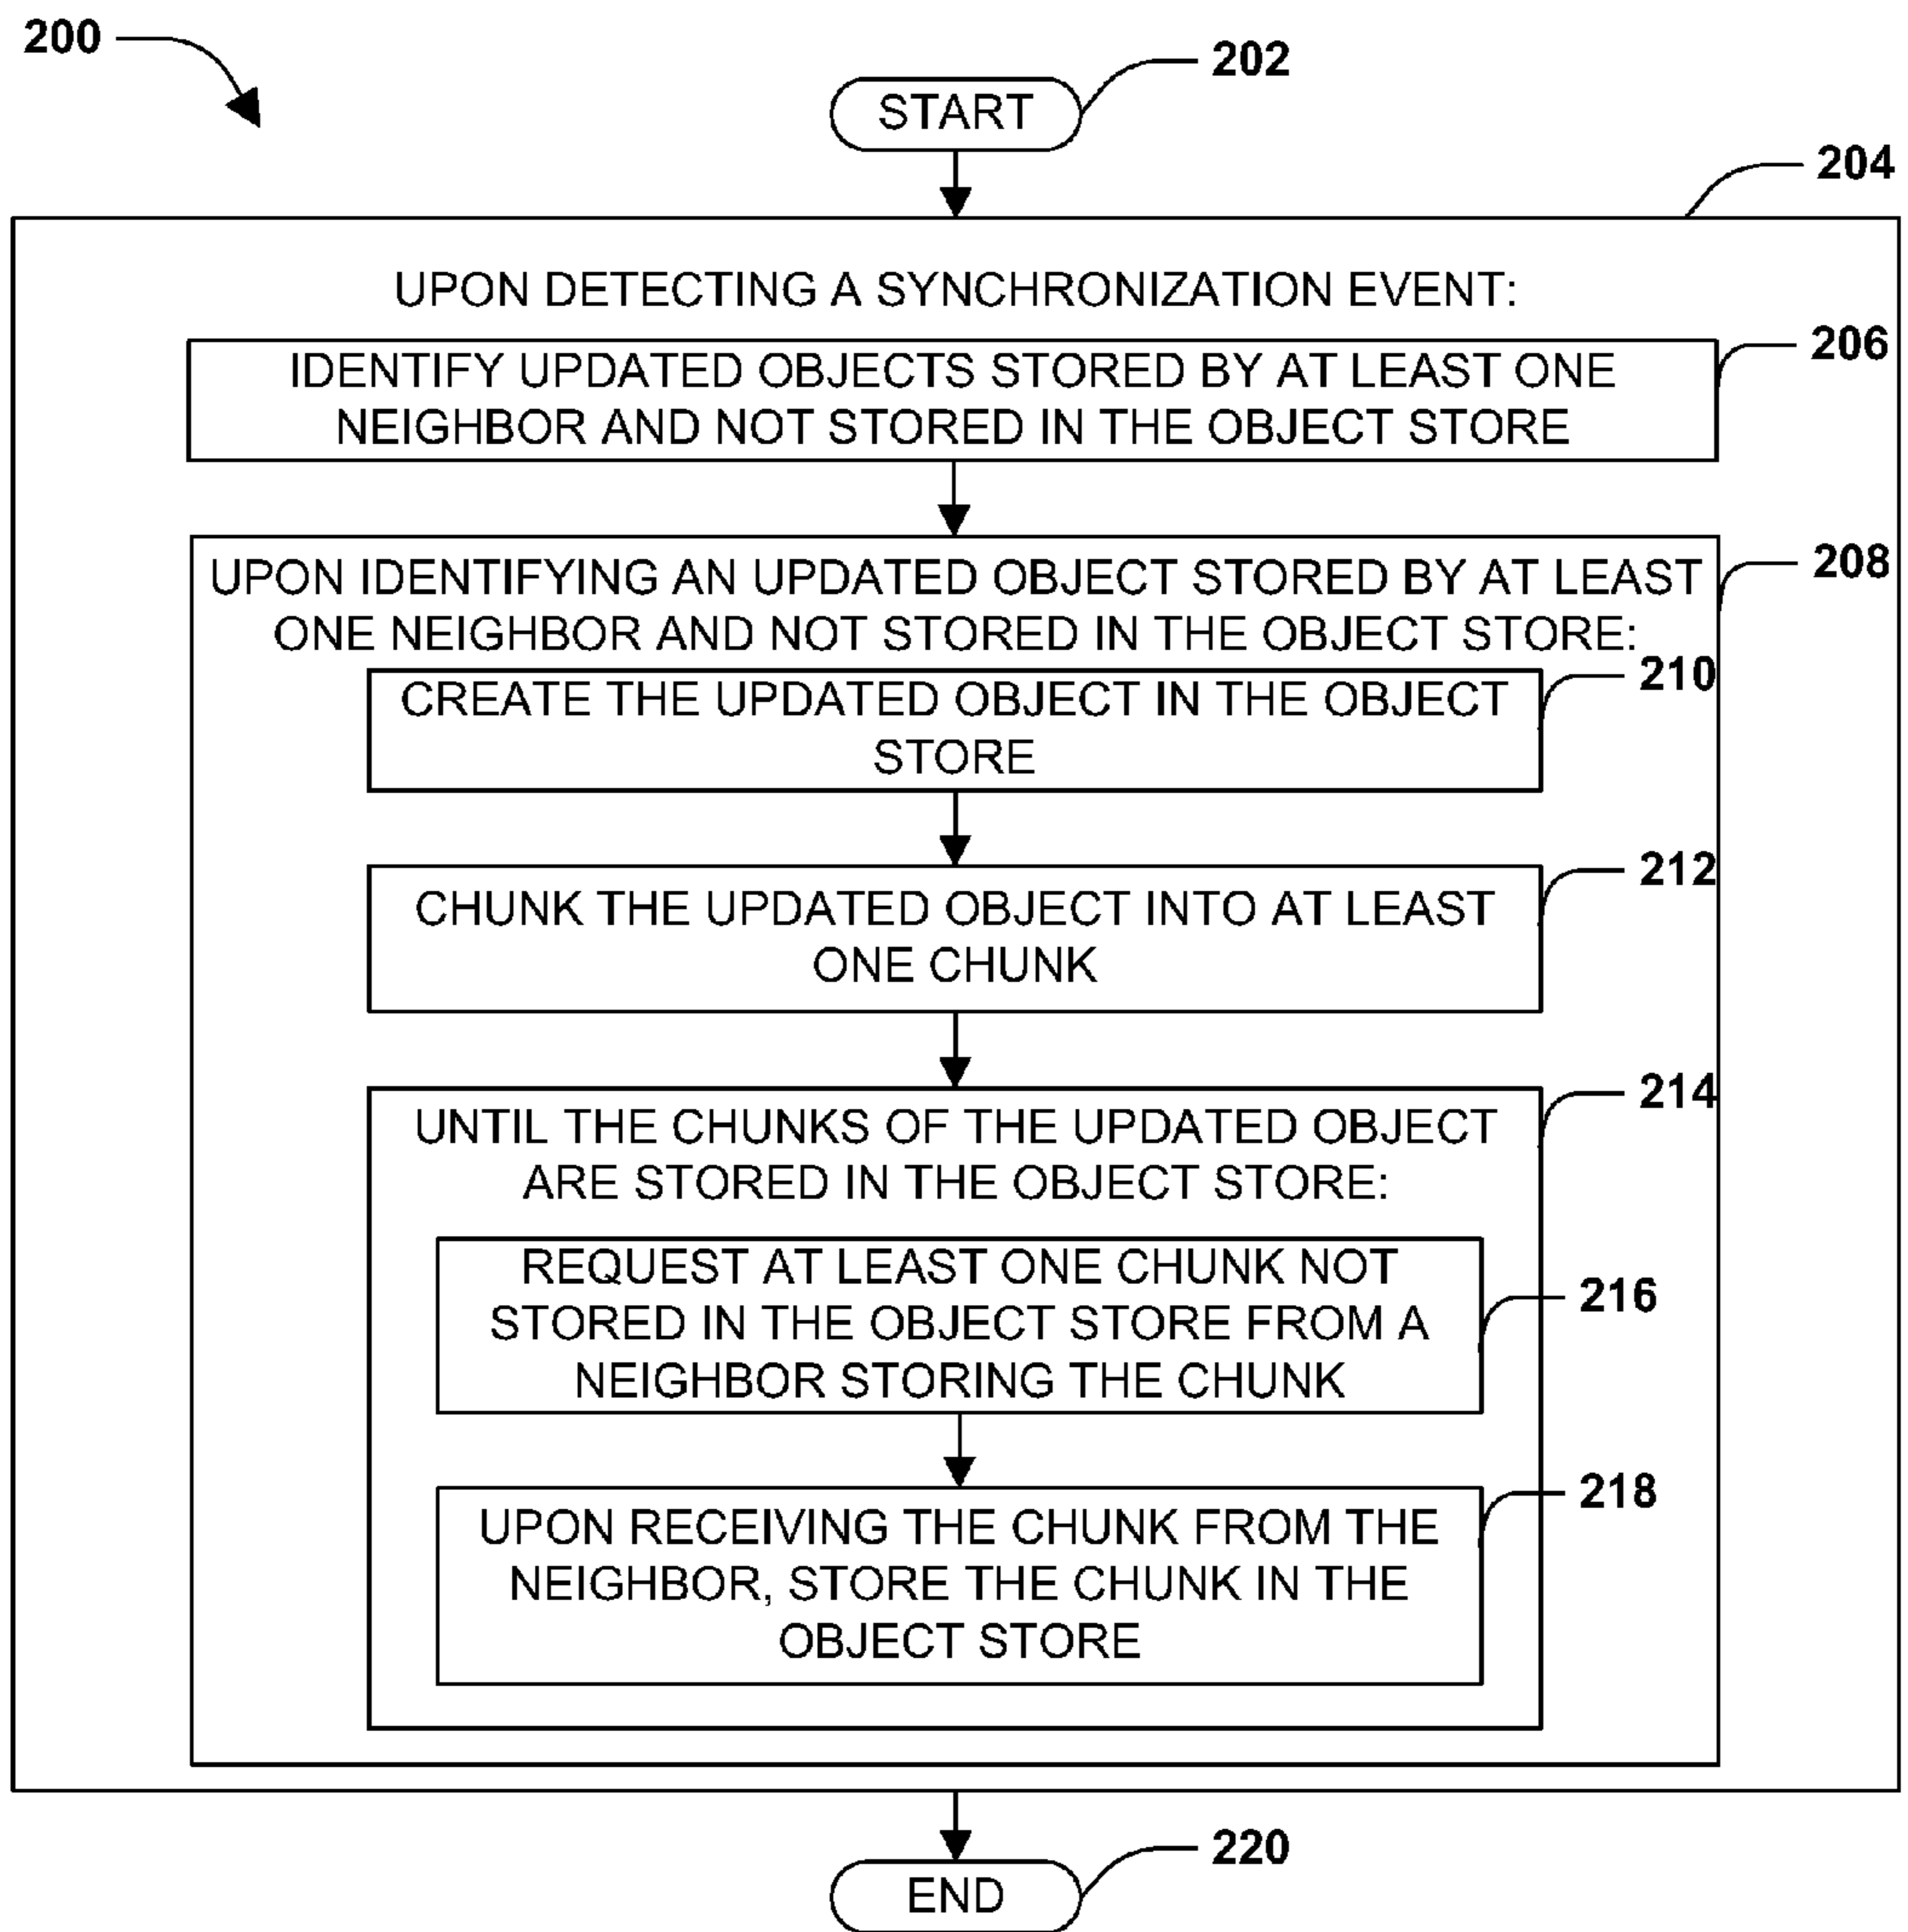 200
202
START
204
UPON DETECTING A SYNCHRONIZATION EVENT:
206
IDENTIFY UPDATED OBJECTS STORED BY AT LEAST ONE
NEIGHBOR AND NOT STORED IN THE OBJECT STORE
208
UPON IDENTIFYING AN UPDATED OBJECT STORED BY AT LEAST
ONE NEIGHBOR AND NOT STORED IN THE OBJECT STORE:
210
CREATE THE UPDATED OBJECT IN THE OBJECT
STORE
212
CHUNK THE UPDATED OBJECT INTO AT LEAST
ONE CHUNK
214
UNTIL THE CHUNKS OF THE UPDATED OBJECT
ARE STORED IN THE OBJECT STORE:
REQUEST AT LEAST ONE CHUNK NOT
STORED IN THE OBJECT STORE FROM A
NEIGHBOR STORING THE CHUNK
216
218
UPON RECEIVING THE CHUNK FROM THE
NEIGHBOR, STORE THE CHUNK IN THE
OBJECT STORE
220
END